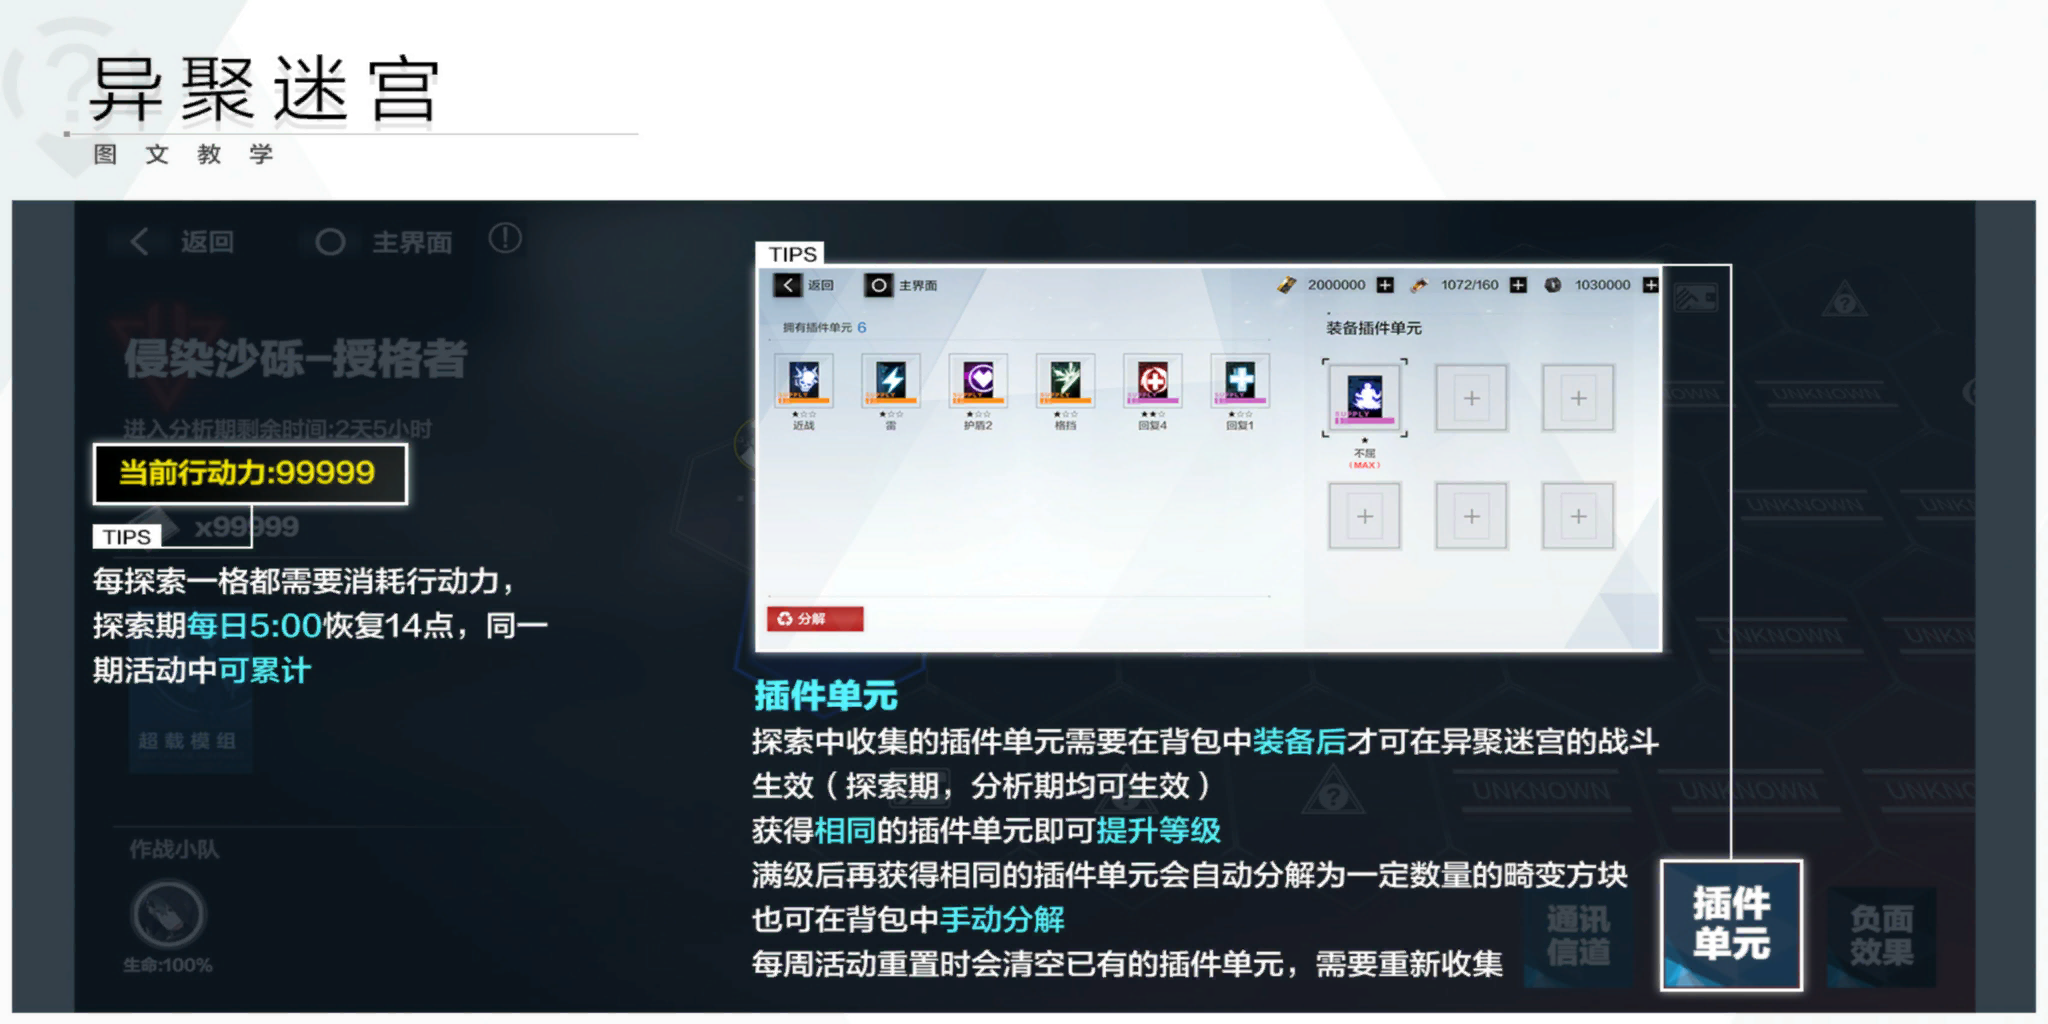 异聚迷宫
图文教学
返回
主界面
侵染沙砾-授格者
进入分析期剩余时间:2天5小时
当前行动力:99999
x99999
TIPS
每探索一格都需要消耗行动力，
探索期每日5:00恢复14点，同一
期活动中可累计
超载模组
作战小队
生命:100%
TIPS
返回
主界面
2000000
1072/160
1030000
拥有插件单元 6
近战
雷
护盾2
格挡
回复4
回复1
装备插件单元
不屈
(MAX)
分解
插件单元
探索中收集的插件单元需要在背包中装备后才可在异聚迷宫的战斗
生效（探索期，分析期均可生效）
获得相同的插件单元即可提升等级
满级后再获得相同的插件单元会自动分解为一定数量的畸变方块
也可在背包中手动分解
每周活动重置时会清空已有的插件单元，需要重新收集
UNKNOWN
UNKNOWN
UNKNOWN
UNKNOWN
UNKNOWN
通讯
信道
插件
单元
负面
效果